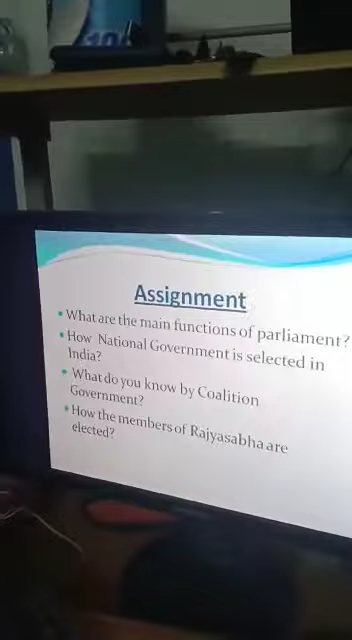 Assignment
What are the main functions of parliament?
How National Government is selected in
India?
What do you know by Coalition
Government?
How the members of Rajyasabha are
elected?